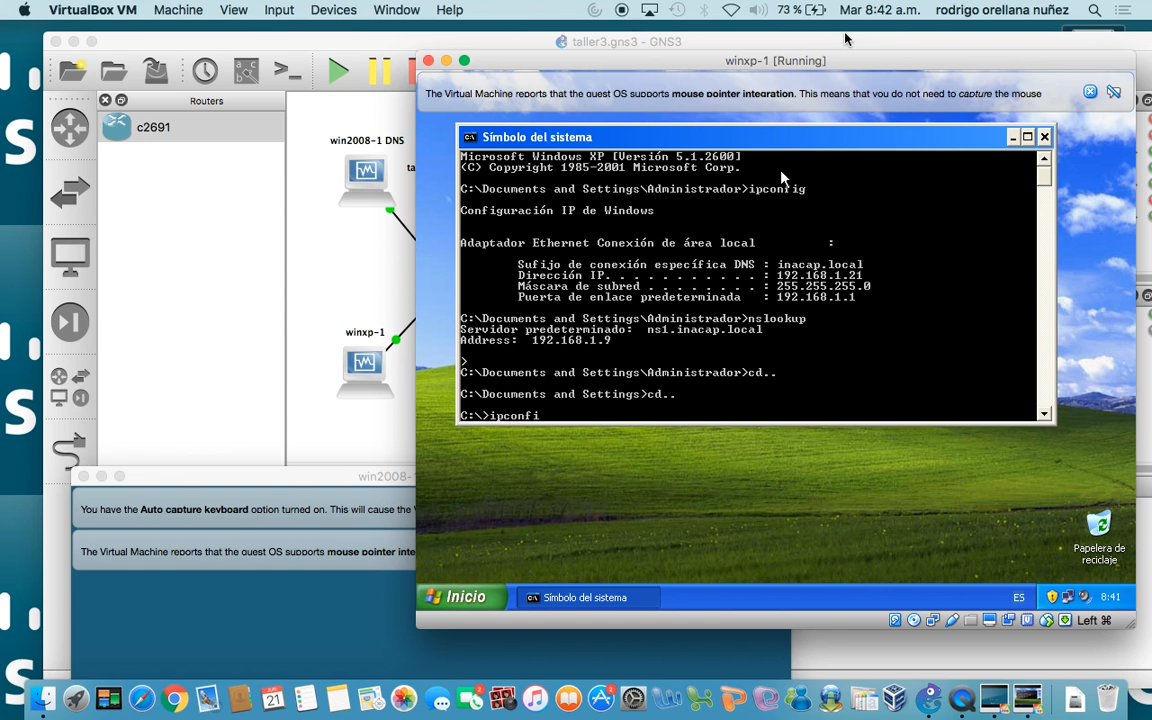 VirtualBox VM Machine View Input Devices Window Help 73 % Mar 8:42 a.m. rodrigo orellana nuñez
taller3.gns3 - GNS3
winxp-1 [Running]
The Virtual Machine reports that the guest OS supports mouse pointer integration. This means that you do not need to capture the mouse
Routers
c2691
win2008-1 DNS
ta
winxp-1
Símbolo del sistema
Microsoft Windows XP [Versión 5.1.2600]
(C) Copyright 1985-2001 Microsoft Corp.
C:\Documents and Settings\Administrador>ipconfig
Configuración IP de Windows
Adaptador Ethernet Conexión de área local :
Sufijo de conexión específica DNS : inacap.local
Dirección IP. . . . . . . . . . . : 192.168.1.21
Máscara de subred . . . . . . . . : 255.255.255.0
Puerta de enlace predeterminada : 192.168.1.1
C:\Documents and Settings\Administrador>nslookup
Servidor predeterminado: ns1.inacap.local
Address: 192.168.1.9
>
C:\Documents and Settings\Administrador>cd..
C:\Documents and Settings>cd..
C:\>ipconfi
win2008-
You have the Auto capture keyboard option turned on. This will cause the
The Virtual Machine reports that the guest OS supports mouse pointer inte
Papelera de
reciclaje
Inicio
Símbolo del sistema
ES
8:41
Left ⌘